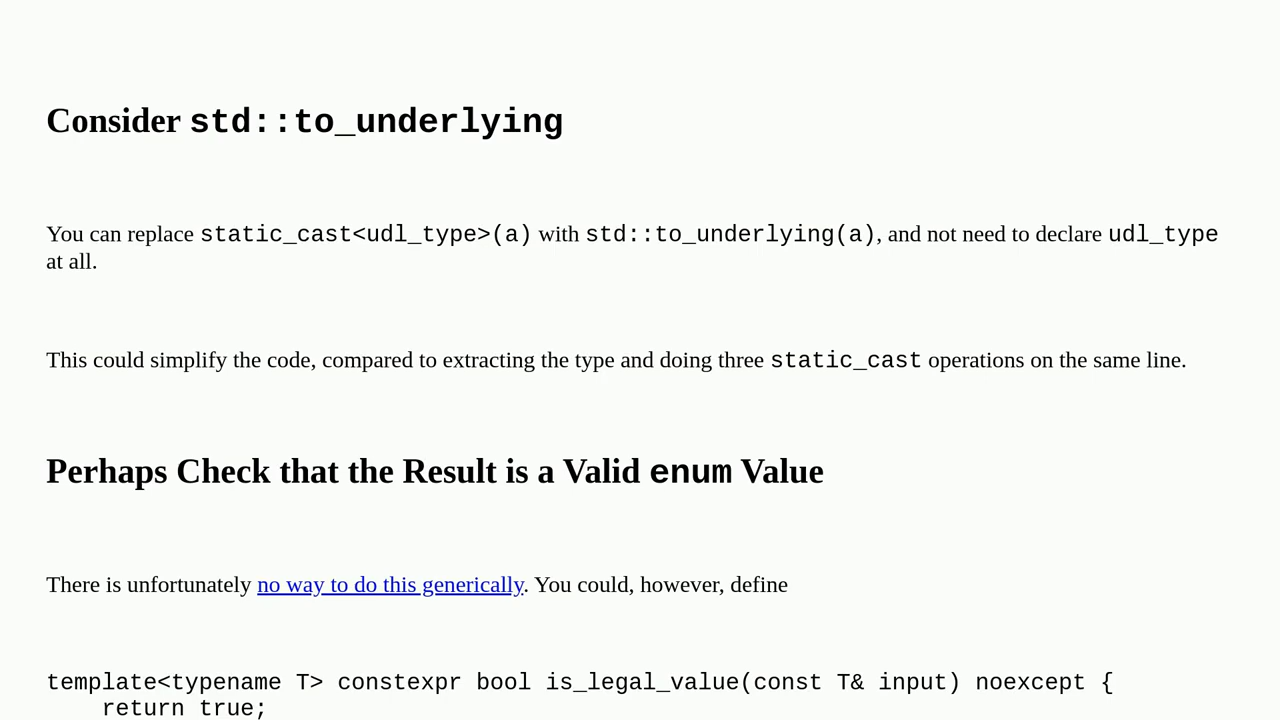 Consider std::to_underlying
You can replace static_cast<udl_type>(a) with std::to_underlying(a), and not need to declare udl_type
at all.
This could simplify the code, compared to extracting the type and doing three static_cast operations on the same line.
Perhaps Check that the Result is a Valid enum Value
There is unfortunately no way to do this generically. You could, however, define
template<typename T> constexpr bool is_legal_value(const T& input) noexcept {
    return true;